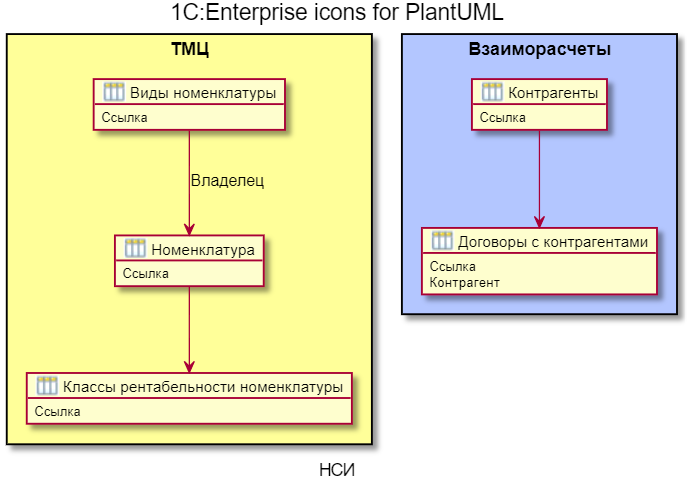 1C:Enterprise icons for PlantUML
ТМЦ
Виды номенклатуры
Ссылка
Владелец
Номенклатура
Ссылка
Классы рентабельности номенклатуры
Ссылка
Взаиморасчеты
Контрагенты
Ссылка
Договоры с контрагентами
Ссылка
Контрагент
НСИ